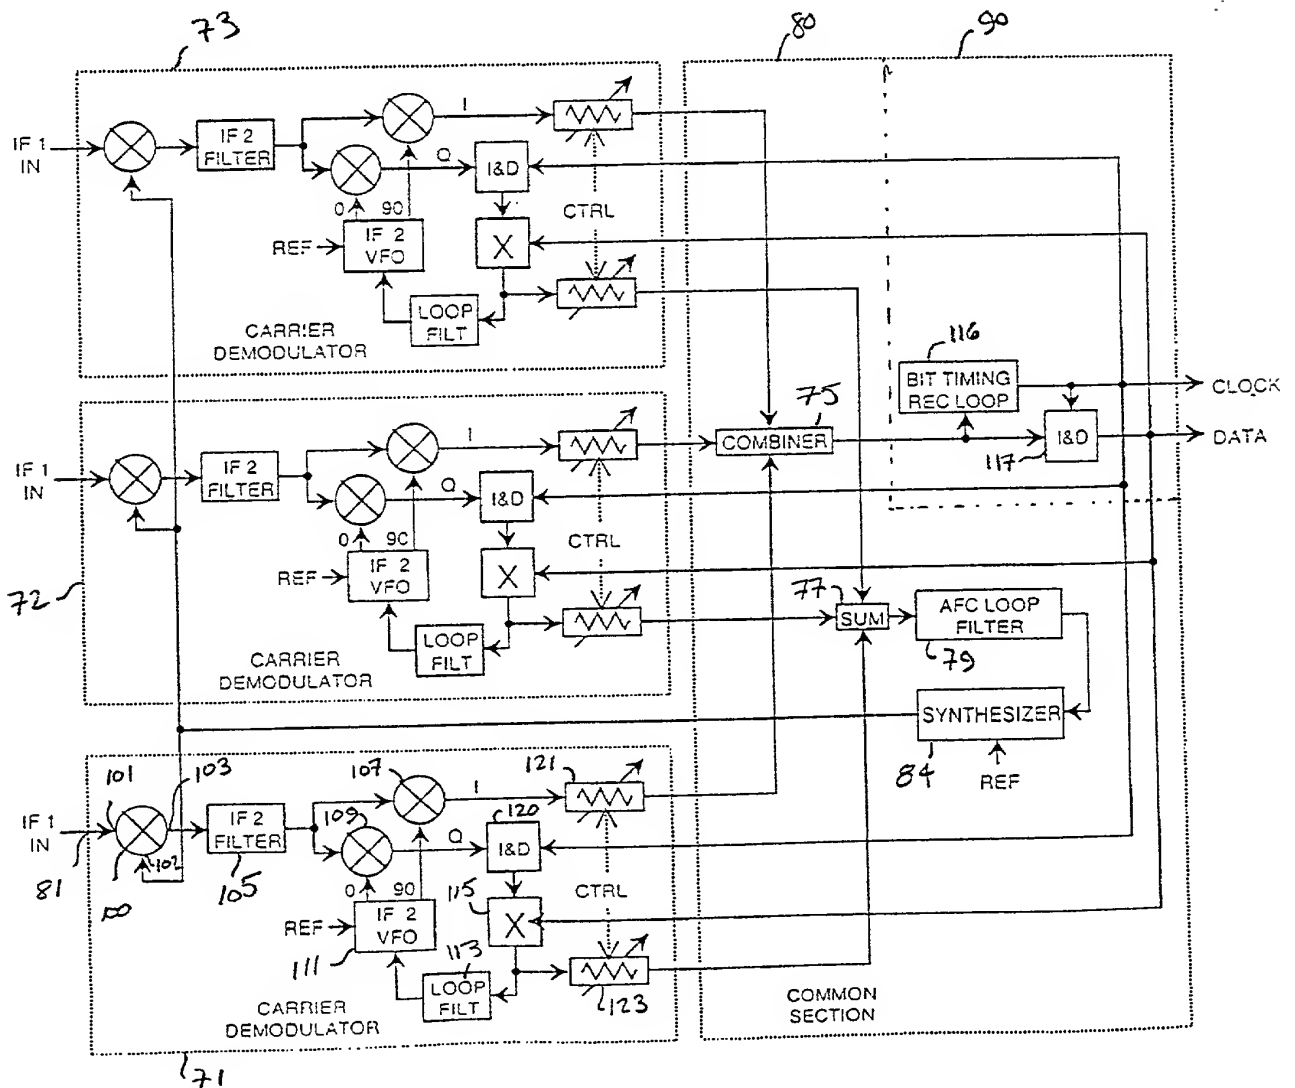 73
80
90
IF 1
IN
IF 2
FILTER
I
Q
I&D
0
90
REF
IF 2
VFO
X
CTRL
LOOP
FILT
CARRIER
DEMODULATOR
116
BIT TIMING
REC LOOP
CLOCK
75
COMBINER
I&D
117
DATA
IF 1
IN
IF 2
FILTER
I
Q
I&D
0
90
REF
IF 2
VFO
X
CTRL
LOOP
FILT
CARRIER
DEMODULATOR
72
77
SUM
AFC LOOP
FILTER
79
SYNTHESIZER
84
REF
IF 1
IN
81
101
103
100
102
IF 2
FILTER
105
107
109
I
Q
120
I&D
121
0
90
REF
IF 2
VFO
111
115
X
CTRL
113
LOOP
FILT
123
CARRIER
DEMODULATOR
71
COMMON
SECTION